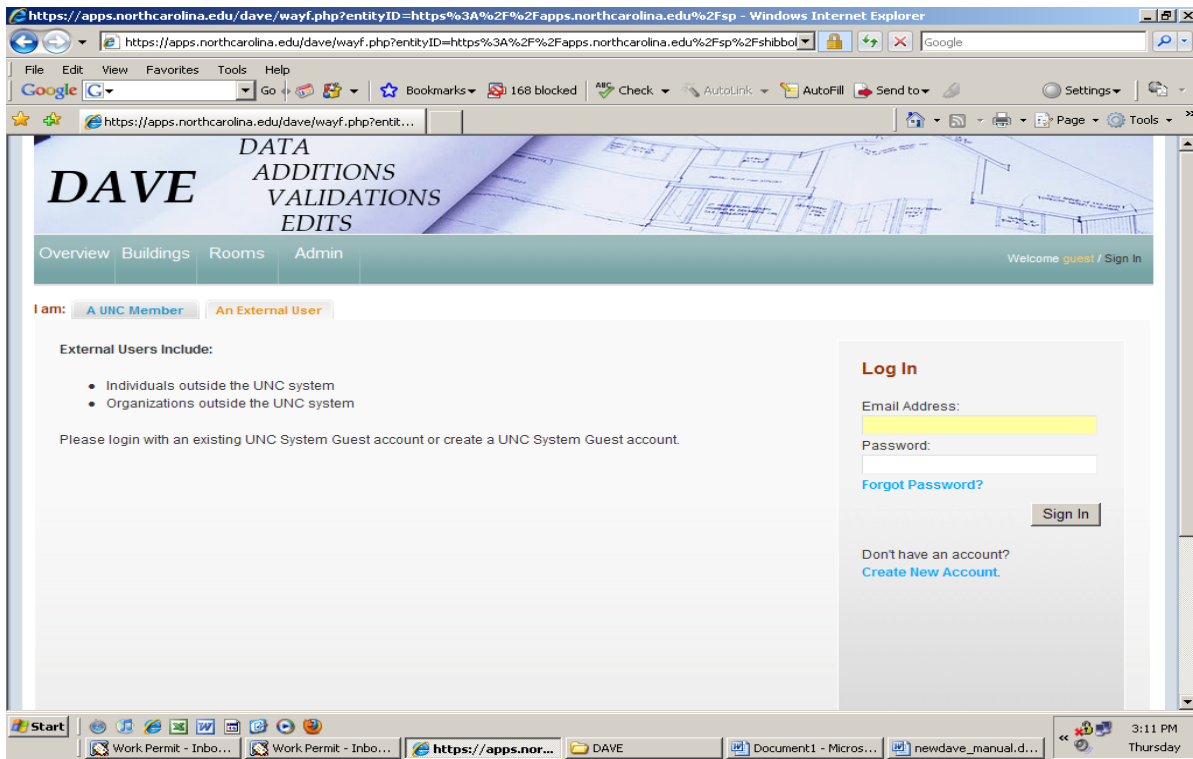 https://apps.northcarolina.edu/dave/wayf.php?entityID=https%3A%2F%2Fapps.northcarolina.edu%2Fsp - Windows Internet Explorer
https://apps.northcarolina.edu/dave/wayf.php?entityID=https%3A%2F%2Fapps.northcarolina.edu%2Fsp%2Fshibbol
Google
File Edit View Favorites Tools Help
Google G Go Bookmarks 168 blocked ABC Check AutoLink AutoFill Send to Settings
https://apps.northcarolina.edu/dave/wayf.php?entit... Page Tools »
DAVE
DATA
ADDITIONS
VALIDATIONS
EDITS
Overview Buildings Rooms Admin Welcome guest / Sign In
I am: A UNC Member An External User
External Users Include:
• Individuals outside the UNC system
• Organizations outside the UNC system
Please login with an existing UNC System Guest account or create a UNC System Guest account.
Log In
Email Address:
Password:
Forgot Password?
Sign In
Don't have an account?
Create New Account.
Start « 3:11 PM
Work Permit - Inbo... Work Permit - Inbo... https://apps.nor... DAVE Document1 - Micros... newdave_manual.d... Thursday